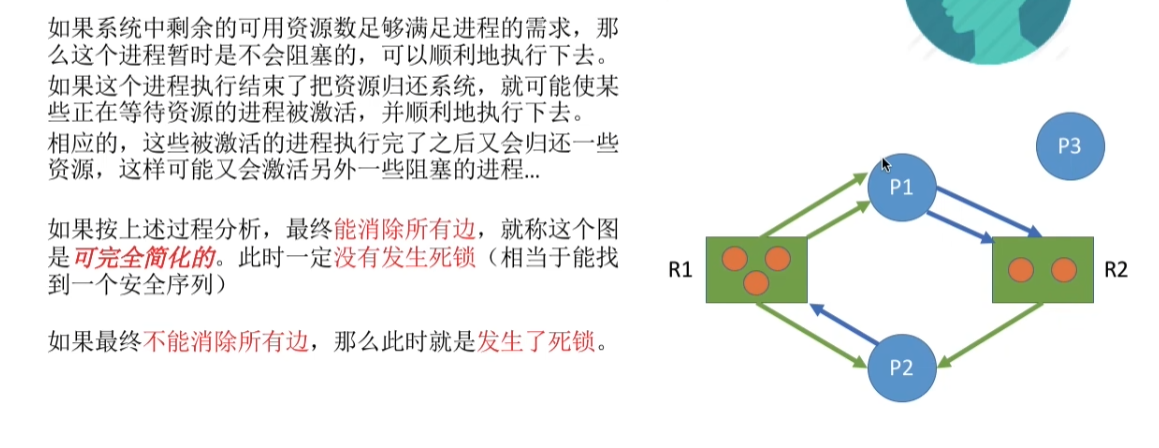 如果系统中剩余的可用资源数足够满足进程的需求，那
么这个进程暂时是不会阻塞的，可以顺利地执行下去。
如果这个进程执行结束了把资源归还系统，就可能使某
些正在等待资源的进程被激活，并顺利地执行下去。
相应的，这些被激活的进程执行完了之后又会归还一些
资源，这样可能又会激活另外一些阻塞的进程...
如果按上述过程分析，最终能消除所有边，就称这个图
是可完全简化的。此时一定没有发生死锁（相当于能找
到一个安全序列）
如果最终不能消除所有边，那么此时就是发生了死锁。
P3
P1
R1
R2
P2